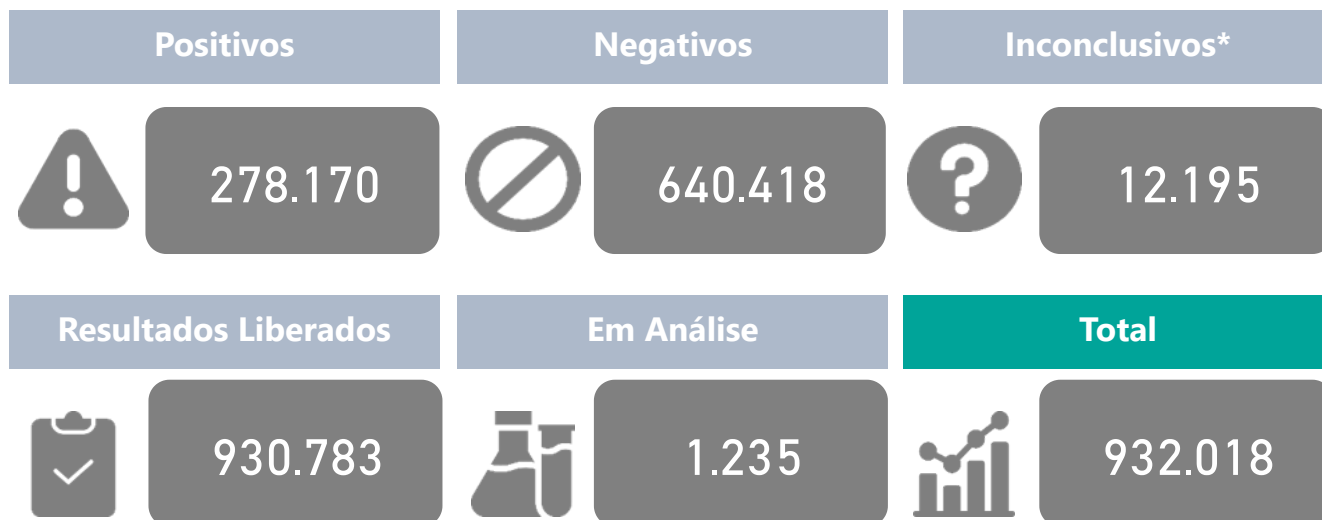 Positivos
Negativos
Inconclusivos*
278.170
640.418
12.195
Resultados Liberados
Em Análise
Total
930.783
1.235
932.018